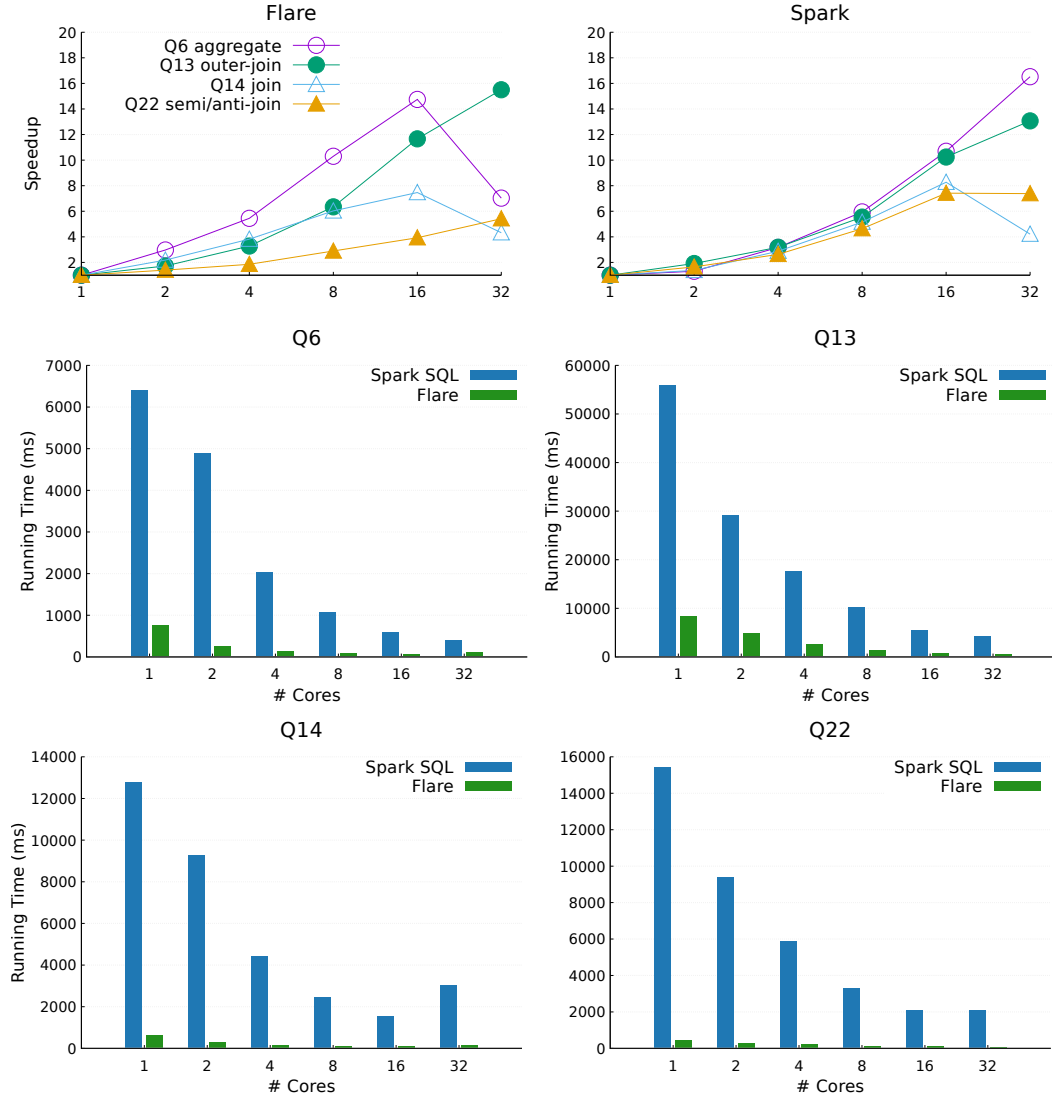 Flare
20
18
16
14
12
10
8
6
4
2
Speedup
Q6 aggregate
Q13 outer-join
Q14 join
Q22 semi/anti-join
1 2 4 8 16 32
Spark
20
18
16
14
12
10
8
6
4
2
1 2 4 8 16 32
Q6
7000
6000
5000
4000
3000
2000
1000
0
Running Time (ms)
Spark SQL
Flare
1 2 4 8 16 32
# Cores
Q13
60000
50000
40000
30000
20000
10000
0
Running Time (ms)
Spark SQL
Flare
1 2 4 8 16 32
# Cores
Q14
14000
12000
10000
8000
6000
4000
2000
0
Running Time (ms)
Spark SQL
Flare
1 2 4 8 16 32
# Cores
Q22
16000
14000
12000
10000
8000
6000
4000
2000
0
Spark SQL
Flare
1 2 4 8 16 32
# Cores